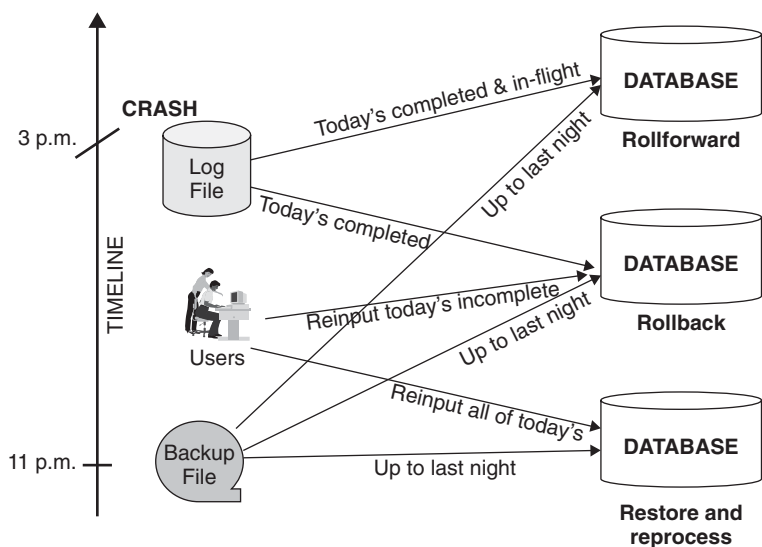 CRASH
3 p.m.
TIMELINE
11 p.m.
Log
File
Users
Backup
File
Today's completed & in-flight
Up to last night
Today's completed
Reinput today's incomplete
Up to last night
Reinput all of today's
Up to last night
DATABASE
Rollforward
DATABASE
Rollback
DATABASE
Restore and
reprocess